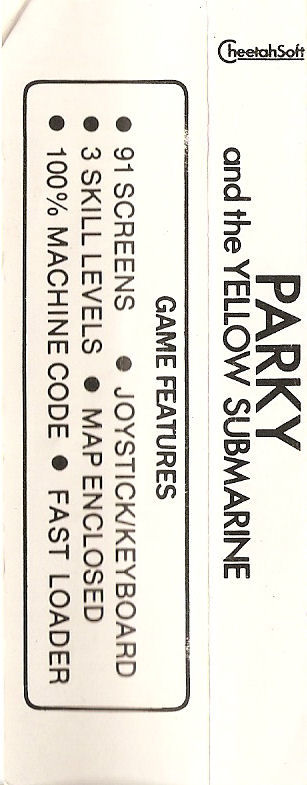 CheetahSoft
PARKY
and the YELLOW SUBMARINE
GAME FEATURES
● 91 SCREENS ● JOYSTICK/KEYBOARD
● 3 SKILL LEVELS ● MAP ENCLOSED
● 100% MACHINE CODE ● FAST LOADER